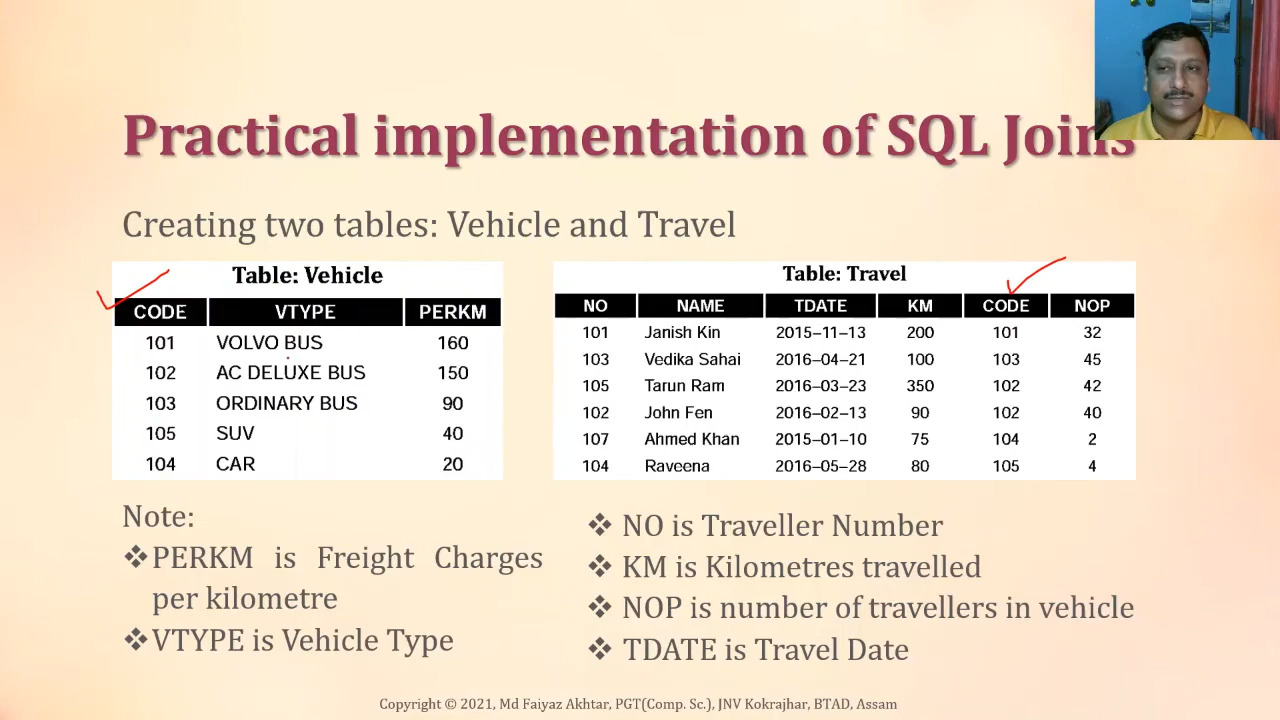 Practical implementation of SQL Joins
Creating two tables: Vehicle and Travel
Table: Vehicle
CODE VTYPE PERKM
101 VOLVO BUS 160
102 AC DELUXE BUS 150
103 ORDINARY BUS 90
105 SUV 40
104 CAR 20
Table: Travel
NO NAME TDATE KM CODE NOP
101 Janish Kin 2015–11–13 200 101 32
103 Vedika Sahai 2016–04–21 100 103 45
105 Tarun Ram 2016–03–23 350 102 42
102 John Fen 2016–02–13 90 102 40
107 Ahmed Khan 2015–01–10 75 104 2
104 Raveena 2016–05–28 80 105 4
Note:
❖PERKM is Freight Charges
per kilometre
❖VTYPE is Vehicle Type
❖ NO is Traveller Number
❖ KM is Kilometres travelled
❖ NOP is number of travellers in vehicle
❖ TDATE is Travel Date
Copyright © 2021, Md Faiyaz Akhtar, PGT(Comp. Sc.), JNV Kokrajhar, BTAD, Assam